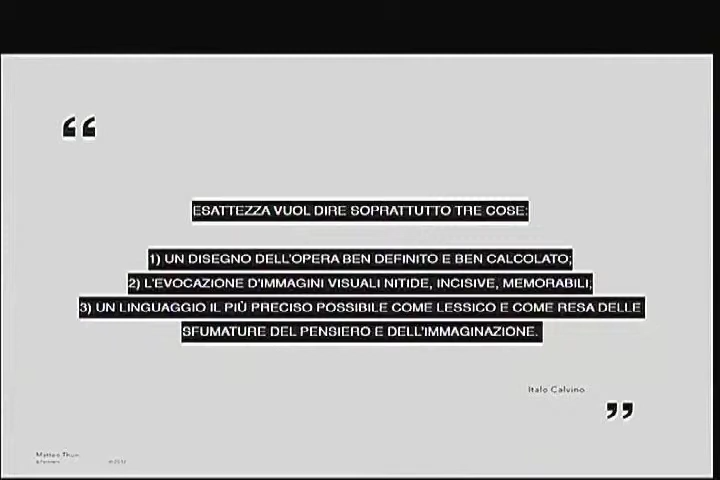 “
ESATTEZZA VUOL DIRE SOPRATTUTTO TRE COSE:
1) UN DISEGNO DELL'OPERA BEN DEFINITO E BEN CALCOLATO;
2) L'EVOCAZIONE D'IMMAGINI VISUALI NITIDE, INCISIVE, MEMORABILI;
3) UN LINGUAGGIO IL PIÙ PRECISO POSSIBILE COME LESSICO E COME RESA DELLE
SFUMATURE DEL PENSIERO E DELL'IMMAGINAZIONE.
Italo Calvino
”
Matteo Thun